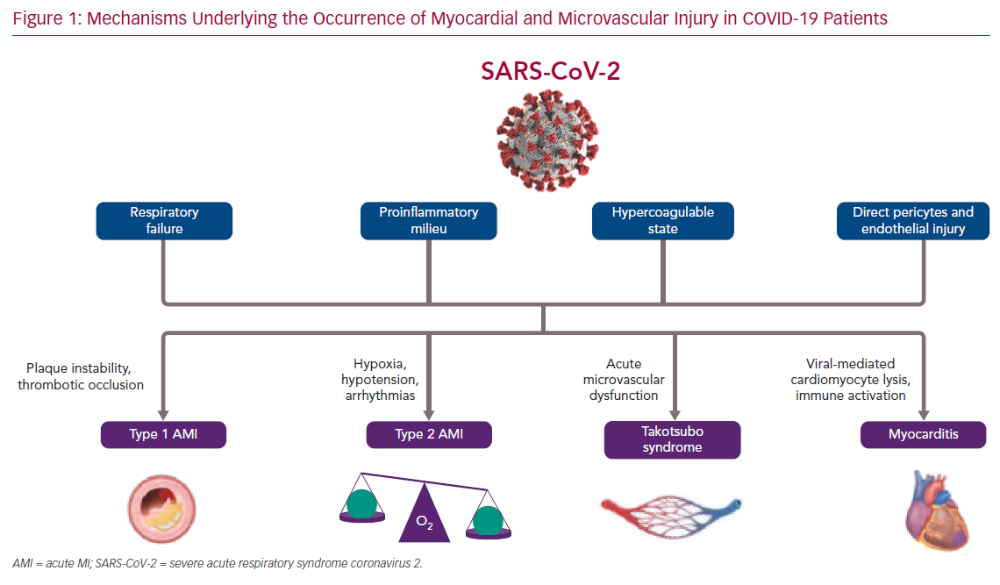 Figure 1: Mechanisms Underlying the Occurrence of Myocardial and Microvascular Injury in COVID-19 Patients
SARS-CoV-2
Respiratory
failure
Proinflammatory
milieu
Hypercoagulable
state
Direct pericytes and
endothelial injury
Plaque instability,
thrombotic occlusion
Hypoxia,
hypotension,
arrhythmias
Acute
microvascular
dysfunction
Viral-mediated
cardiomyocyte lysis,
immune activation
Type 1 AMI
Type 2 AMI
Takotsubo
syndrome
Myocarditis
O₂
AMI = acute MI; SARS-CoV-2 = severe acute respiratory syndrome coronavirus 2.